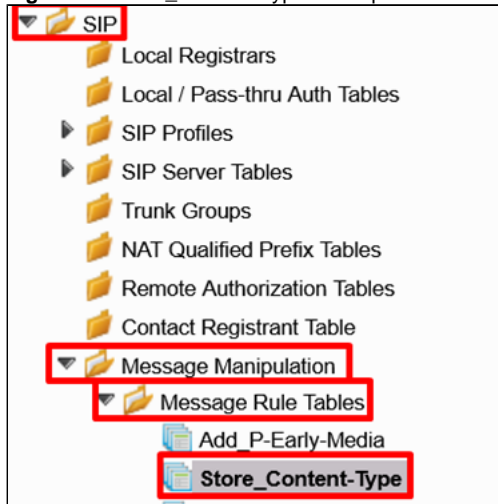 SIP
Local Registrars
Local / Pass-thru Auth Tables
SIP Profiles
SIP Server Tables
Trunk Groups
NAT Qualified Prefix Tables
Remote Authorization Tables
Contact Registrant Table
Message Manipulation
Message Rule Tables
Add_P-Early-Media
Store_Content-Type